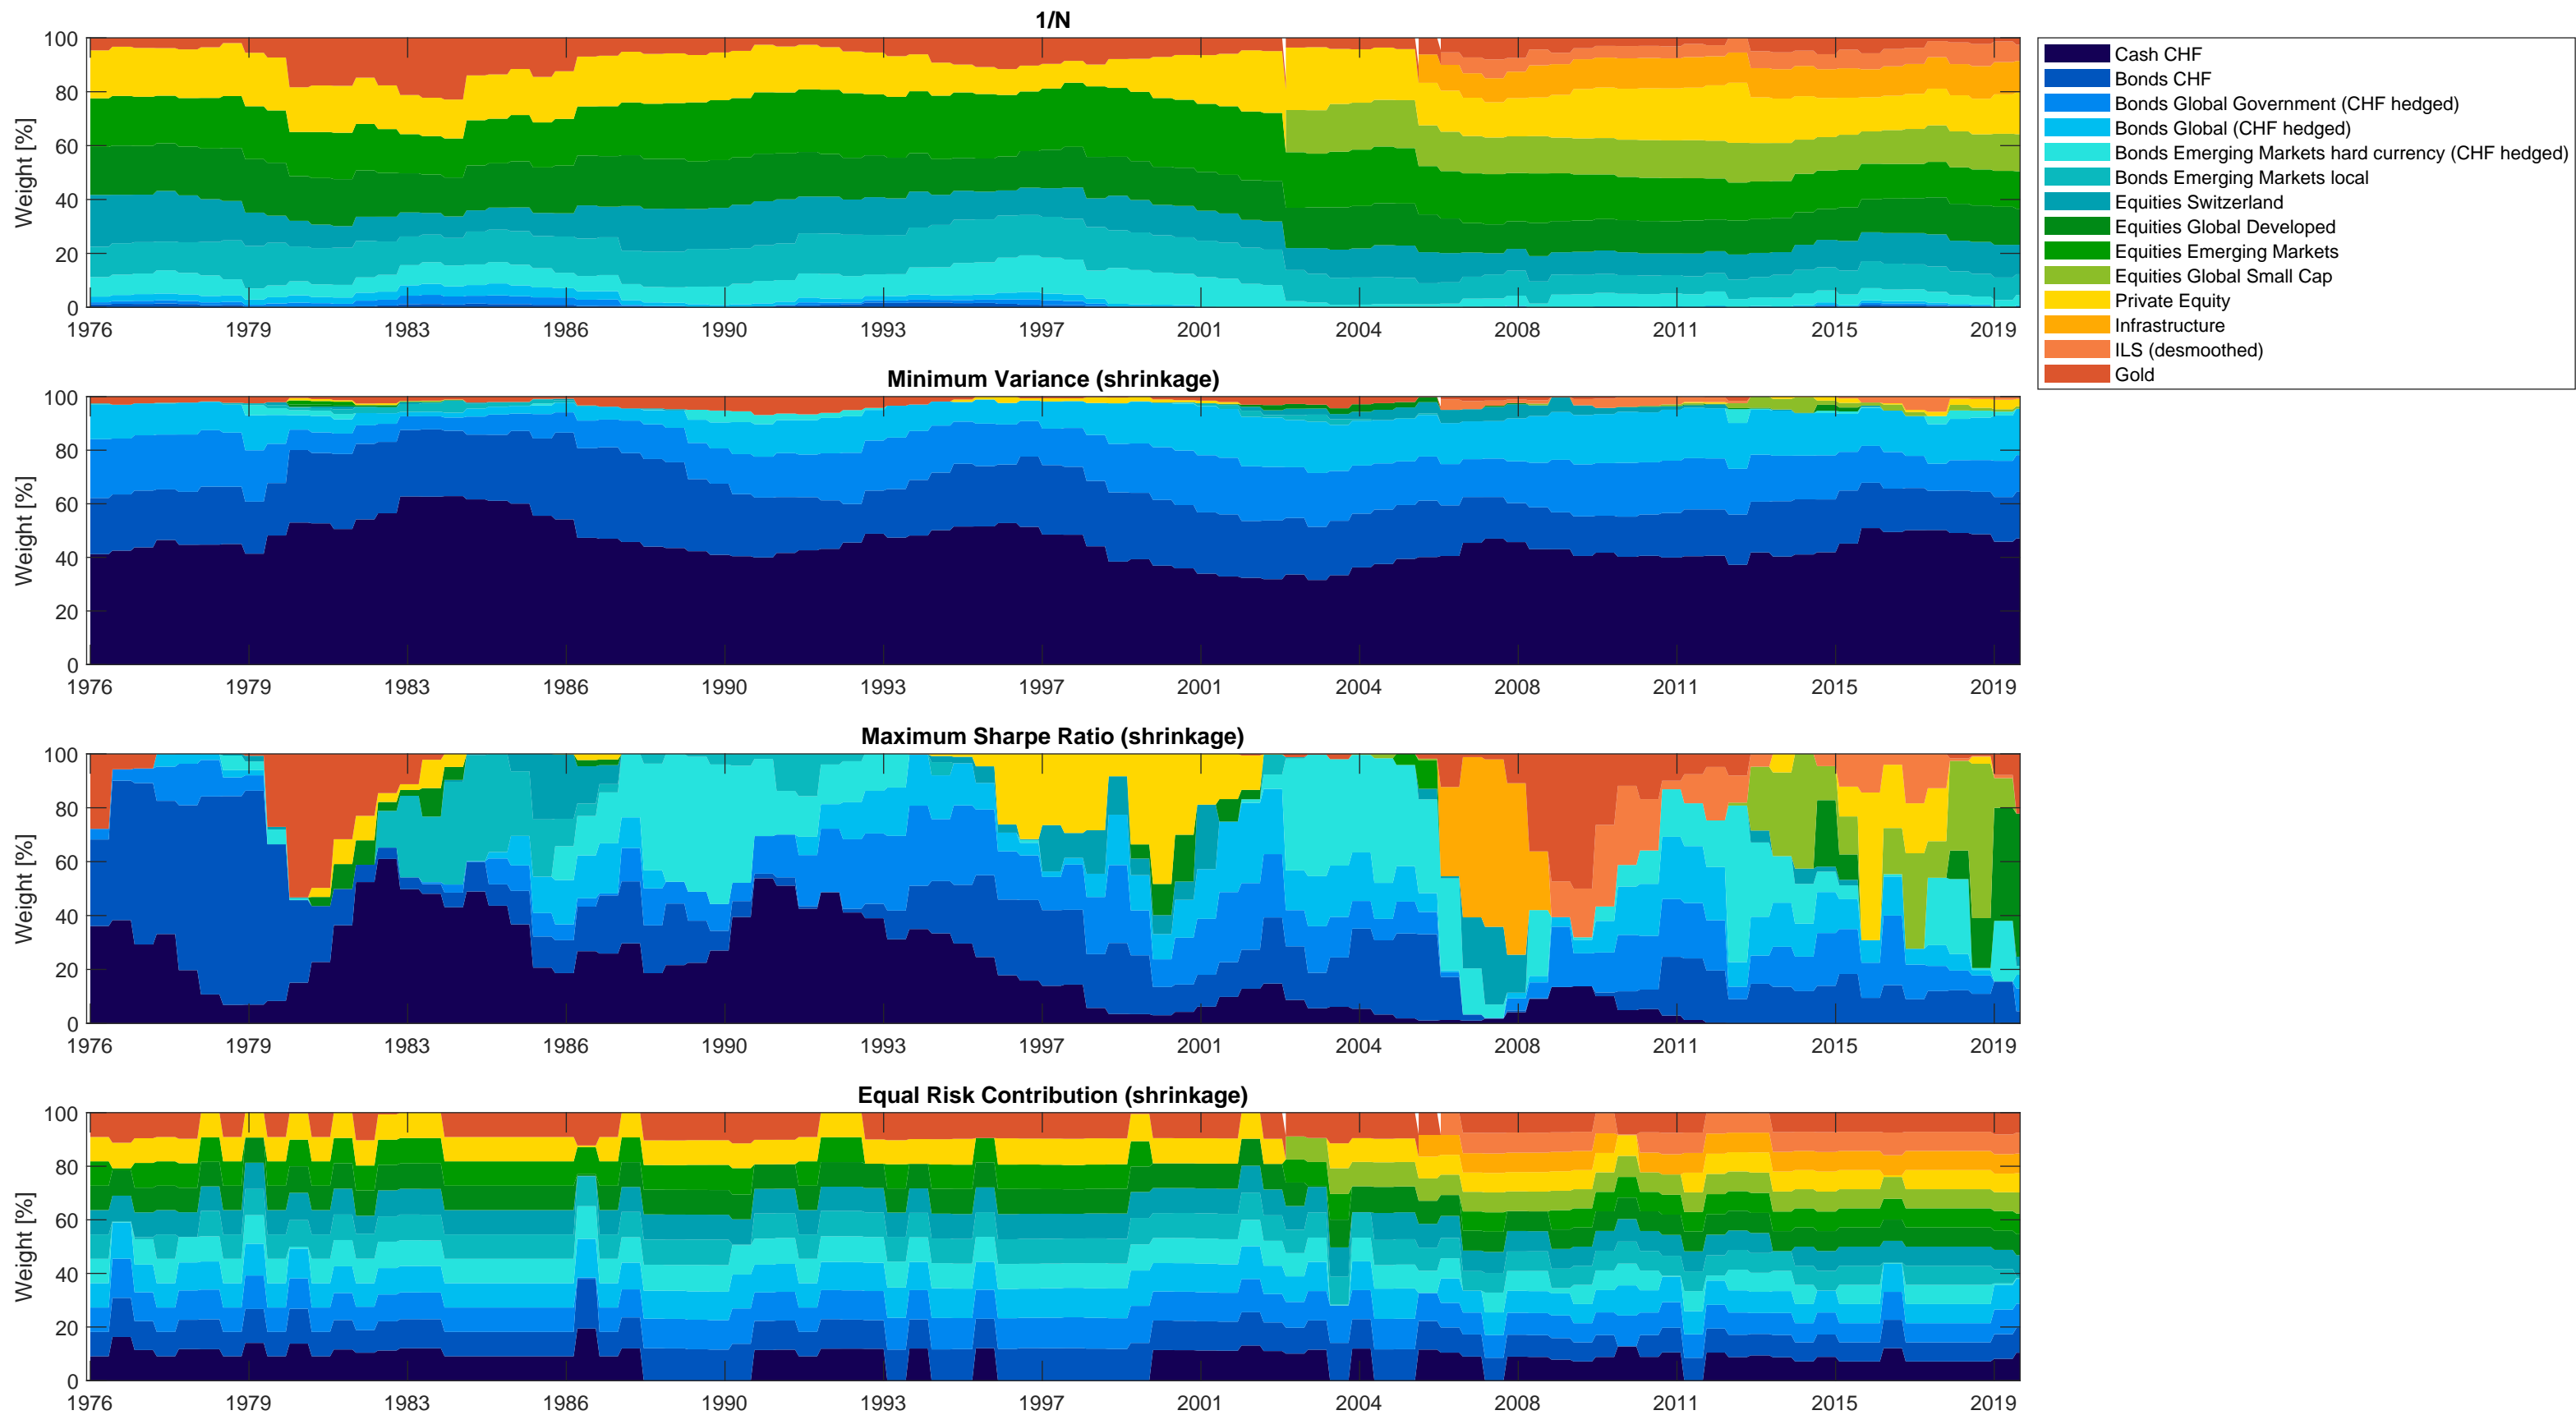 1/N
Weight [%]
100
80
60
40
20
0
1976 1979 1983 1986 1990 1993 1997 2001 2004 2008 2011 2015 2019
Cash CHF
Bonds CHF
Bonds Global Government (CHF hedged)
Bonds Global (CHF hedged)
Bonds Emerging Markets hard currency (CHF hedged)
Bonds Emerging Markets local
Equities Switzerland
Equities Global Developed
Equities Emerging Markets
Equities Global Small Cap
Private Equity
Infrastructure
ILS (desmoothed)
Gold
Minimum Variance (shrinkage)
Weight [%]
100
80
60
40
20
0
1976 1979 1983 1986 1990 1993 1997 2001 2004 2008 2011 2015 2019
Maximum Sharpe Ratio (shrinkage)
Weight [%]
100
80
60
40
20
0
1976 1979 1983 1986 1990 1993 1997 2001 2004 2008 2011 2015 2019
Equal Risk Contribution (shrinkage)
Weight [%]
100
80
60
40
20
0
1976 1979 1983 1986 1990 1993 1997 2001 2004 2008 2011 2015 2019